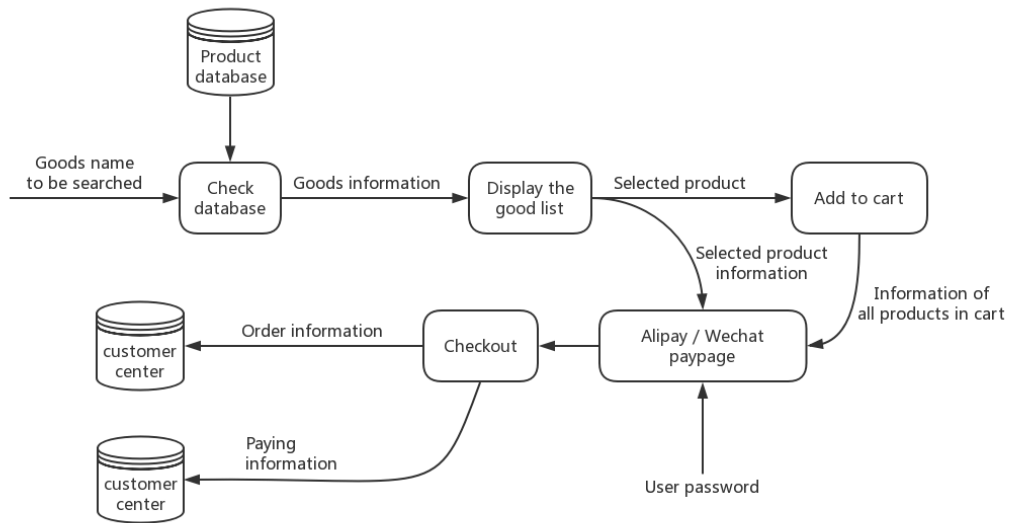 Product
database
Goods name
to be searched
Check
database
Goods information
Display the
good list
Selected product
Add to cart
Selected product
information
Information of
all products in cart
customer
center
Order information
Checkout
Alipay / Wechat
paypage
Paying
information
customer
center
User password